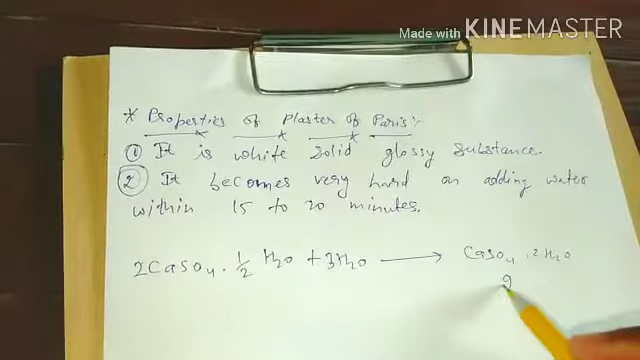 Made with KINEMASTER
* Properties of Plaster of Paris :-
① It is white solid glossy substance.
② It becomes very hard on adding water
within 15 to 20 minutes.
2CaSO₄ · 1/2 H₂O + 3H₂O ⟶ CaSO₄ · 2H₂O
g